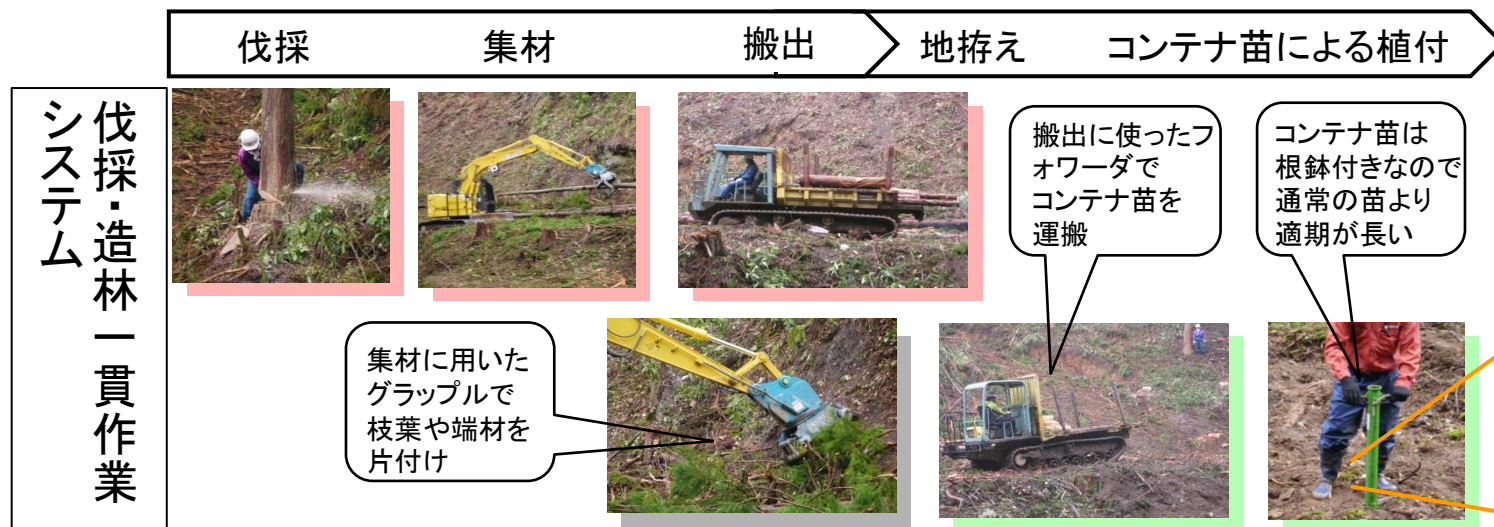 伐採
集材
搬出
地拵え
コンテナ苗による植付
伐採・造林一貫作業
システム
搬出に使ったフ
ォワーダで
コンテナ苗を
運搬
コンテナ苗は
根鉢付きなので
通常の苗より
適期が長い
集材に用いた
グラップルで
枝葉や端材を
片付け